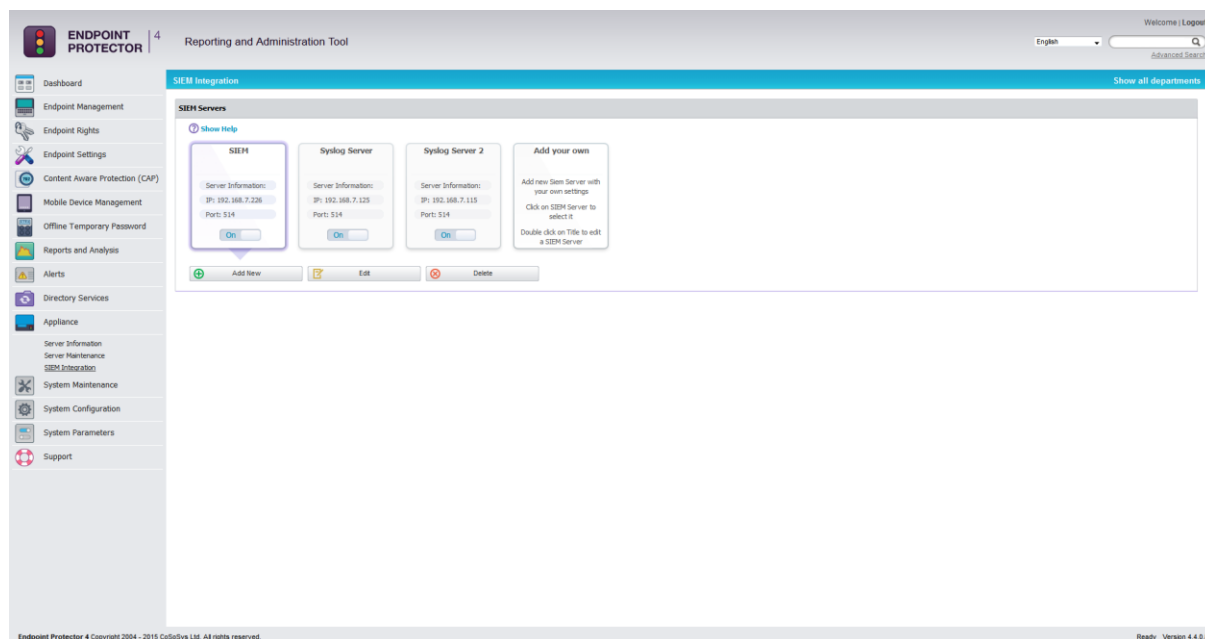 ENDPOINT
PROTECTOR
4
Reporting and Administration Tool
Welcome | Logout
English
Advanced Search
Dashboard
Endpoint Management
Endpoint Rights
Endpoint Settings
Content Aware Protection (CAP)
Mobile Device Management
Offline Temporary Password
Reports and Analysis
Alerts
Directory Services
Appliance
Server Information
Server Maintenance
SIEM Integration
System Maintenance
System Configuration
System Parameters
Support
SIEM Integration
Show all departments
SIEM Servers
Show Help
SIEM
Server Information:
IP: 192.168.7.226
Port: 514
On
Syslog Server
Server Information:
IP: 192.168.7.125
Port: 514
On
Syslog Server 2
Server Information:
IP: 192.168.7.115
Port: 514
On
Add your own
Add new Siem Server with
your own settings
Click on SIEM Server to
select it
Double click on Title to edit
a SIEM Server
Add New
Edit
Delete
Endpoint Protector 4 Copyright 2004 - 2015 CoSoSys Ltd. All rights reserved.
Ready Version 4.4.0